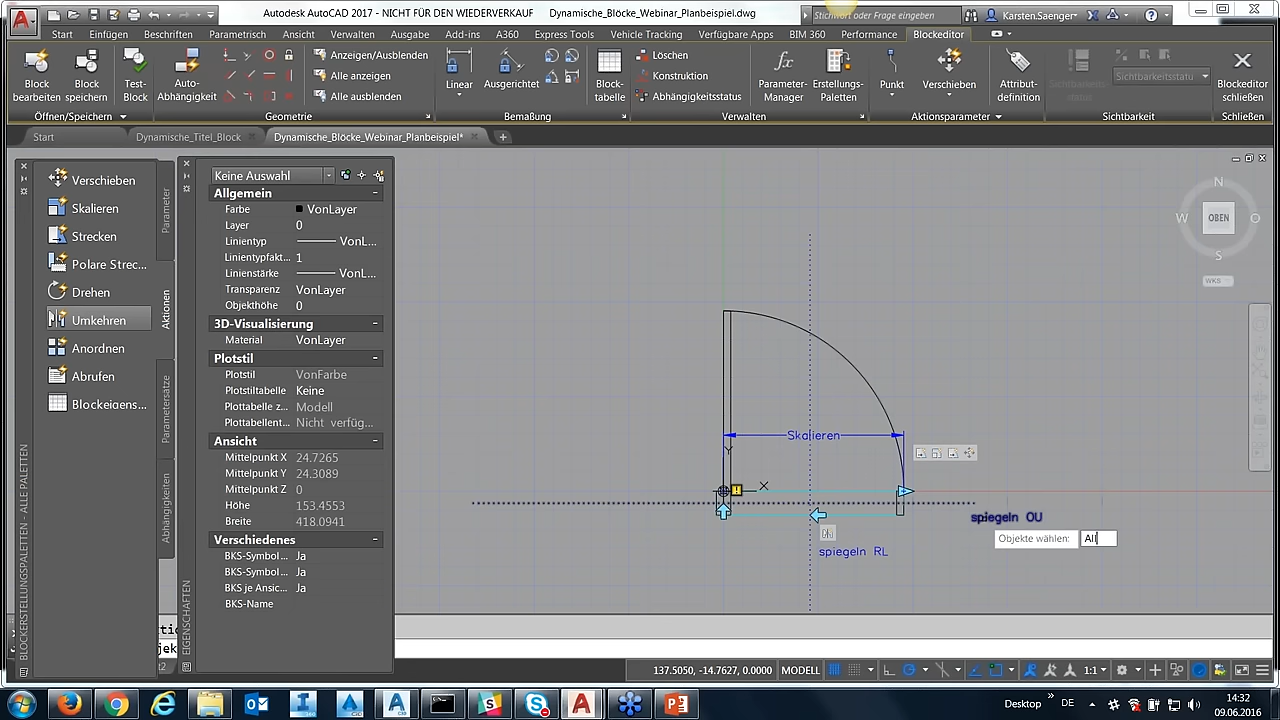 Autodesk AutoCAD 2017 - NICHT FÜR DEN WIEDERVERKAUF Dynamische_Blöcke_Webinar_Planbeispiel.dwg
Stichwort oder Frage eingeben
Karsten.Saenger
Start Einfügen Beschriften Parametrisch Ansicht Verwalten Ausgabe Add-ins A360 Express Tools Vehicle Tracking Verfügbare Apps BIM 360 Performance Blockeditor
Block bearbeiten
Block speichern
Test-Block
Auto-Abhängigkeit
Anzeigen/Ausblenden
Alle anzeigen
Alle ausblenden
Linear
Ausgerichtet
Block-tabelle
Löschen
Konstruktion
Abhängigkeitsstatus
Parameter-Manager
Erstellungs-Paletten
Punkt
Verschieben
Attribut-definition
Sichtbarkeitsstatu
Blockeditor schließen
Öffnen/Speichern Geometrie Bemaßung Verwalten Aktionsparameter Sichtbarkeit Schließen
Start Dynamische_Titel_Block Dynamische_Blöcke_Webinar_Planbeispiel*
Verschieben
Skalieren
Strecken
Polare Strec...
Drehen
Umkehren
Anordnen
Abrufen
Blockeigens...
Parameter
Aktionen
Parametersätze
Abhängigkeiten
BLOCKERSTELLUNGSPALETTEN - ALLE PALETTEN
EIGENSCHAFTEN
Keine Auswahl
Allgemein
Farbe VonLayer
Layer 0
Linientyp VonL...
Linientypfakt... 1
Linienstärke VonL...
Transparenz VonLayer
Objekthöhe 0
3D-Visualisierung
Material VonLayer
Plotstil
Plotstil VonFarbe
Plotstiltabelle Keine
Plottabelle z... Modell
Plottabellent... Nicht verfüg...
Ansicht
Mittelpunkt X 24.7265
Mittelpunkt Y 24.3089
Mittelpunkt Z 0
Höhe 153.4553
Breite 418.0941
Verschiedenes
BKS-Symbol ... Ja
BKS-Symbol ... Ja
BKS je Ansic... Ja
BKS-Name
N
W OBEN O
S
WKS
Skalieren
Y
X
spiegeln OU
Objekte wählen: All
spiegeln RL
137.5050, -14.7627, 0.0000 MODELL 1:1
Desktop DE 14:32
09.06.2016